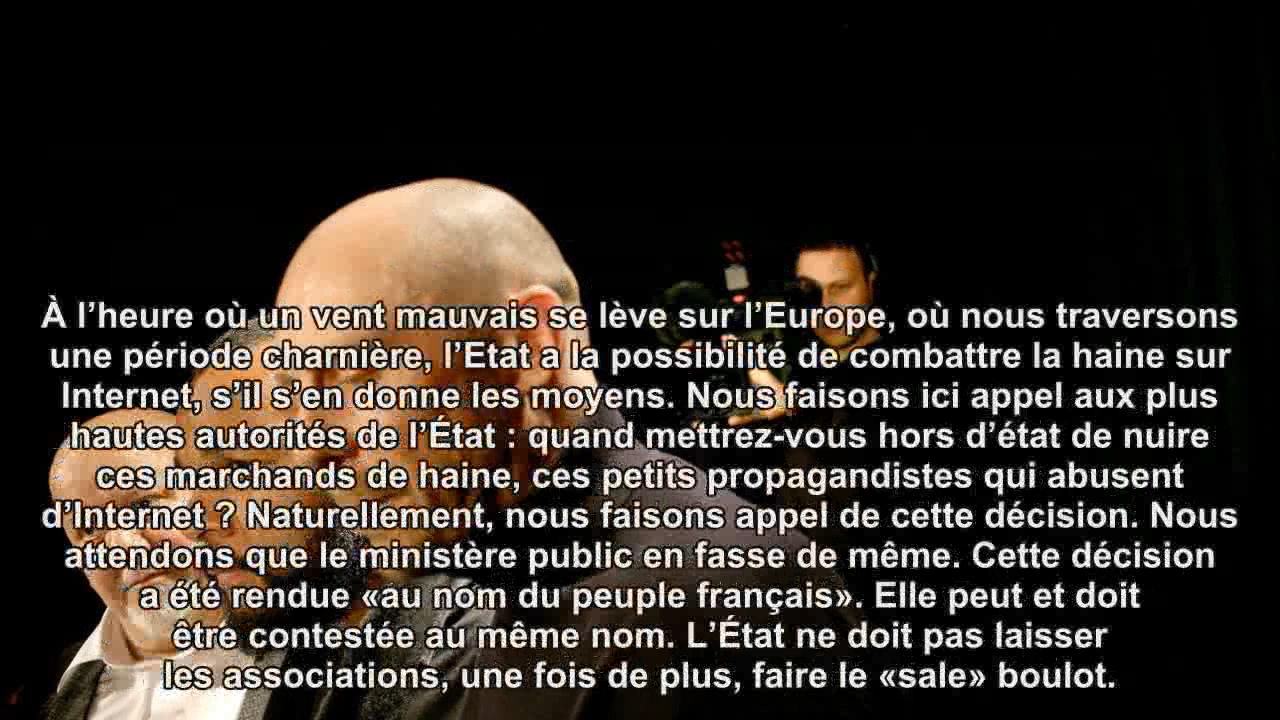 À l’heure où un vent mauvais se lève sur l’Europe, où nous traversons
une période charnière, l’Etat a la possibilité de combattre la haine sur
Internet, s’il s’en donne les moyens. Nous faisons ici appel aux plus
hautes autorités de l’État : quand mettrez-vous hors d’état de nuire
ces marchands de haine, ces petits propagandistes qui abusent
d’Internet ? Naturellement, nous faisons appel de cette décision. Nous
attendons que le ministère public en fasse de même. Cette décision
a été rendue «au nom du peuple français». Elle peut et doit
être contestée au même nom. L’État ne doit pas laisser
les associations, une fois de plus, faire le «sale» boulot.